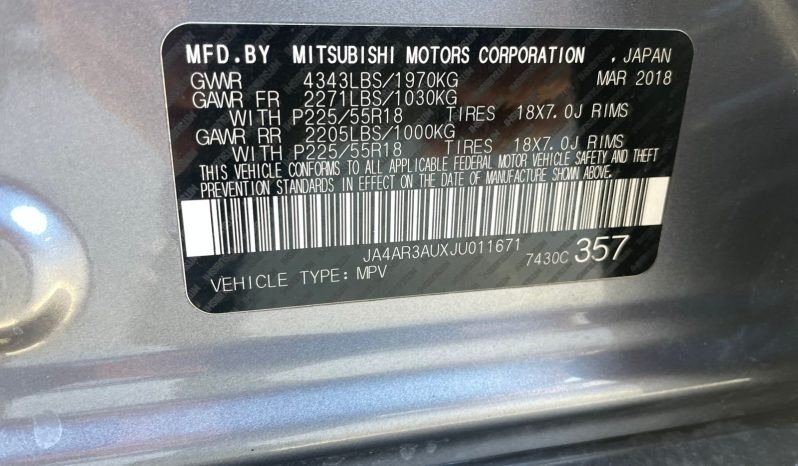 MFD.BY MITSUBISHI MOTORS CORPORATION , JAPAN
GVWR 4343LBS/1970KG MAR 2018
GAWR FR 2271LBS/1030KG
WITH P225/55R18 TIRES 18X7.0J RIMS
GAWR RR 2205LBS/1000KG
WITH P225/55R18 TIRES 18X7.0J RIMS
THIS VEHICLE CONFORMS TO ALL APPLICABLE FEDERAL MOTOR VEHICLE SAFETY AND THEFT
PREVENTION STANDARDS IN EFFECT ON THE DATE OF MANUFACTURE SHOWN ABOVE.
JA4AR3AUXJU011671
7430C 357
VEHICLE TYPE: MPV